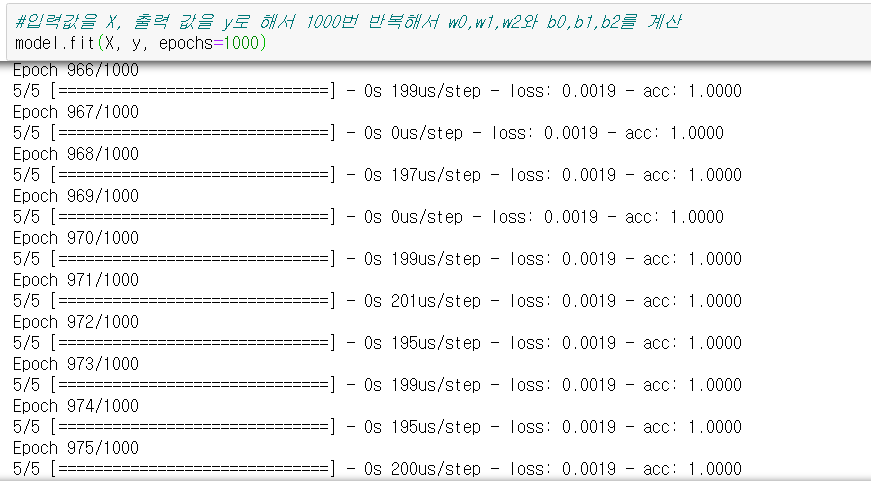 #입력값을 X, 출력 값을 y로 해서 1000번 반복해서 w0,w1,w2와 b0,b1,b2를 계산
model.fit(X, y, epochs=1000)
Epoch 966/1000
5/5 [==============================] - 0s 199us/step - loss: 0.0019 - acc: 1.0000
Epoch 967/1000
5/5 [==============================] - 0s 0us/step - loss: 0.0019 - acc: 1.0000
Epoch 968/1000
5/5 [==============================] - 0s 197us/step - loss: 0.0019 - acc: 1.0000
Epoch 969/1000
5/5 [==============================] - 0s 0us/step - loss: 0.0019 - acc: 1.0000
Epoch 970/1000
5/5 [==============================] - 0s 199us/step - loss: 0.0019 - acc: 1.0000
Epoch 971/1000
5/5 [==============================] - 0s 201us/step - loss: 0.0019 - acc: 1.0000
Epoch 972/1000
5/5 [==============================] - 0s 195us/step - loss: 0.0019 - acc: 1.0000
Epoch 973/1000
5/5 [==============================] - 0s 199us/step - loss: 0.0019 - acc: 1.0000
Epoch 974/1000
5/5 [==============================] - 0s 195us/step - loss: 0.0019 - acc: 1.0000
Epoch 975/1000
5/5 [==============================] - 0s 200us/step - loss: 0.0019 - acc: 1.0000